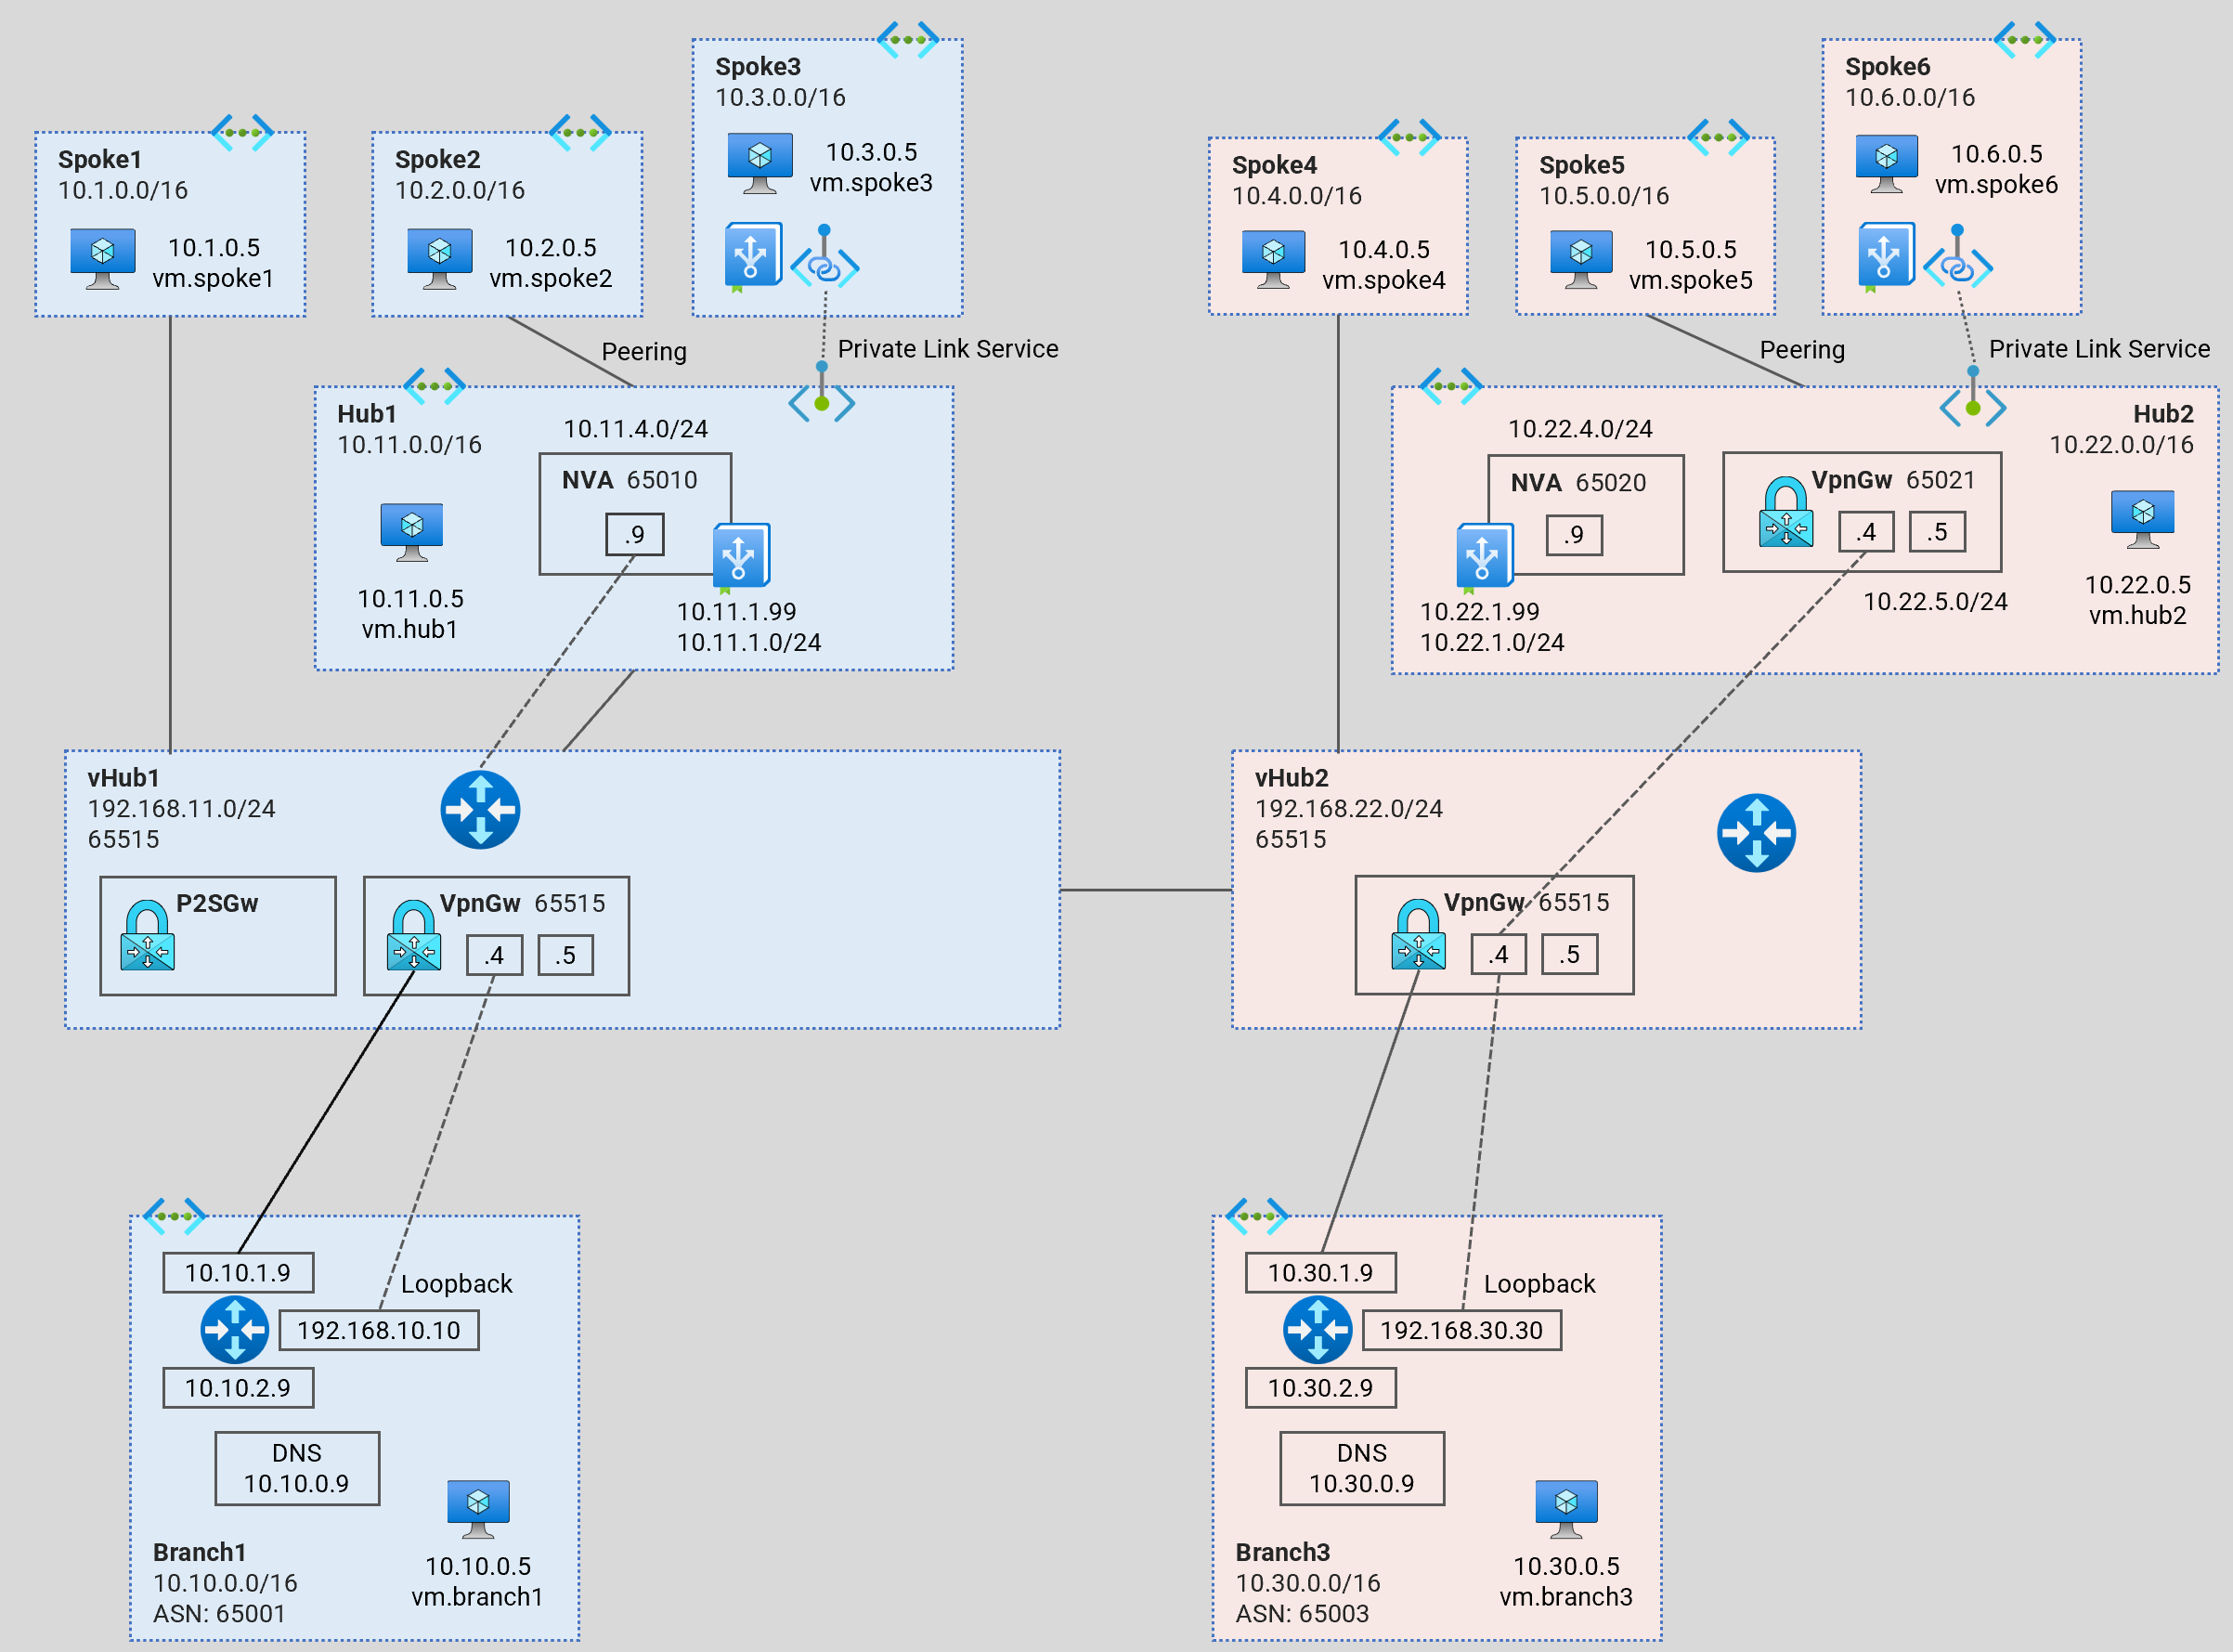 Spoke1
10.1.0.0/16
10.1.0.5
vm.spoke1
Spoke2
10.2.0.0/16
10.2.0.5
vm.spoke2
Spoke3
10.3.0.0/16
10.3.0.5
vm.spoke3
Spoke4
10.4.0.0/16
10.4.0.5
vm.spoke4
Spoke5
10.5.0.0/16
10.5.0.5
vm.spoke5
Spoke6
10.6.0.0/16
10.6.0.5
vm.spoke6
Peering
Private Link Service
Peering
Private Link Service
Hub1
10.11.0.0/16
10.11.4.0/24
NVA 65010
.9
10.11.0.5
vm.hub1
10.11.1.99
10.11.1.0/24
Hub2
10.22.0.0/16
10.22.4.0/24
NVA 65020
.9
VpnGw 65021
.4
.5
10.22.1.99
10.22.1.0/24
10.22.5.0/24
10.22.0.5
vm.hub2
vHub1
192.168.11.0/24
65515
P2SGw
VpnGw 65515
.4
.5
vHub2
192.168.22.0/24
65515
VpnGw 65515
.4
.5
10.10.1.9
Loopback
192.168.10.10
10.10.2.9
DNS
10.10.0.9
Branch1
10.10.0.0/16
ASN: 65001
10.10.0.5
vm.branch1
10.30.1.9
Loopback
192.168.30.30
10.30.2.9
DNS
10.30.0.9
Branch3
10.30.0.0/16
ASN: 65003
10.30.0.5
vm.branch3